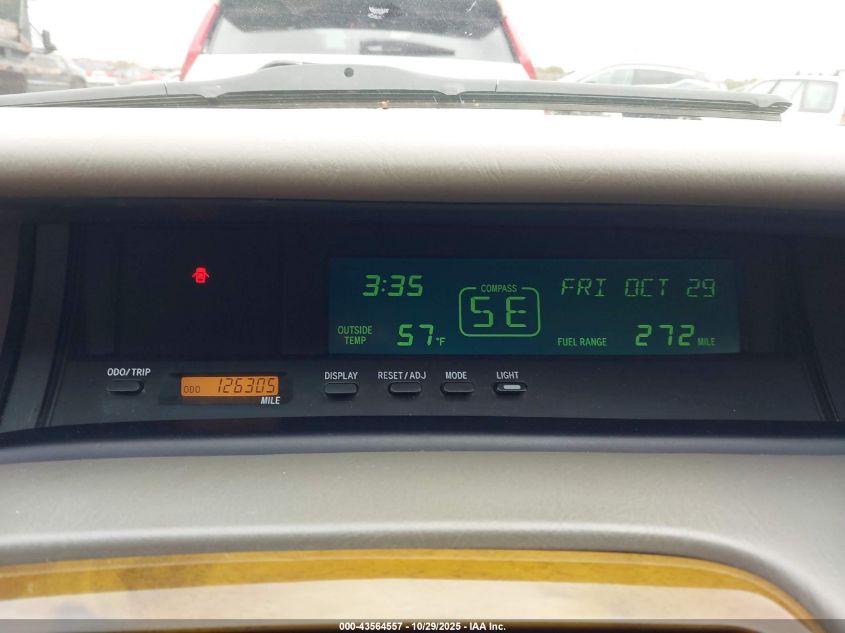 3:35
COMPASS
SE
FRI OCT 29
OUTSIDE TEMP 57°F
FUEL RANGE 272 MILE
ODO/TRIP
ODO 126305
MILE
DISPLAY RESET/ADJ MODE LIGHT
000-43564557 - 10/29/2025 - IAA Inc.